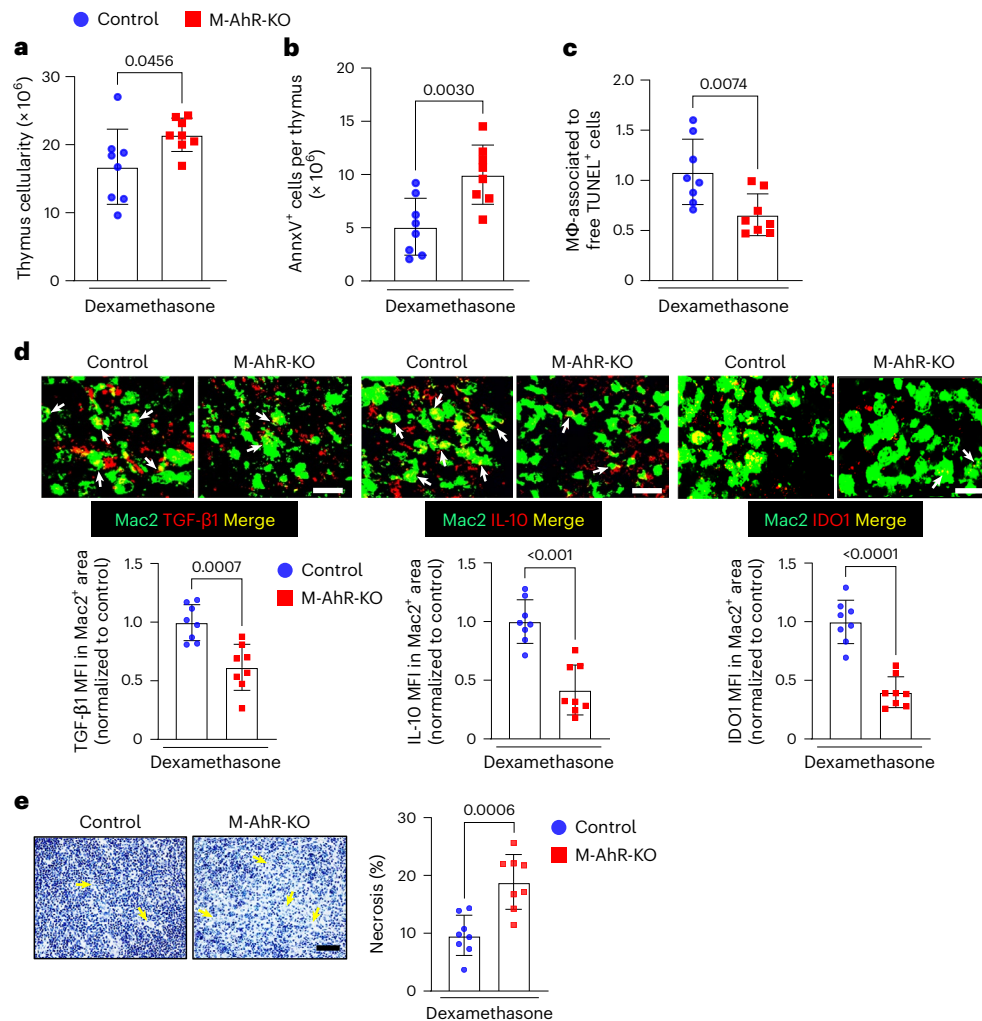 Control M-AhR-KO
a
0.0456
Thymus cellularity (× 10⁶)
30
20
10
0
Dexamethasone
b
0.0030
AnnxV⁺ cells per thymus
(× 10⁶)
20
15
10
5
0
Dexamethasone
c
0.0074
MΦ-associated to
free TUNEL⁺ cells
2.0
1.5
1.0
0.5
0
Dexamethasone
d
Control M-AhR-KO Control M-AhR-KO Control M-AhR-KO
Mac2 TGF-β1 Merge
Mac2 IL-10 Merge
Mac2 IDO1 Merge
TGF-β1 MFI in Mac2⁺ area
(normalized to control)
1.5
1.0
0.5
0
0.0007
Control
M-AhR-KO
Dexamethasone
IL-10 MFI in Mac2⁺ area
(normalized to control)
1.5
1.0
0.5
0
<0.001
Dexamethasone
IDO1 MFI in Mac2⁺ area
(normalized to control)
1.5
1.0
0.5
0
<0.0001
Dexamethasone
e
Control M-AhR-KO
Necrosis (%)
30
20
10
0
0.0006
Control
M-AhR-KO
Dexamethasone